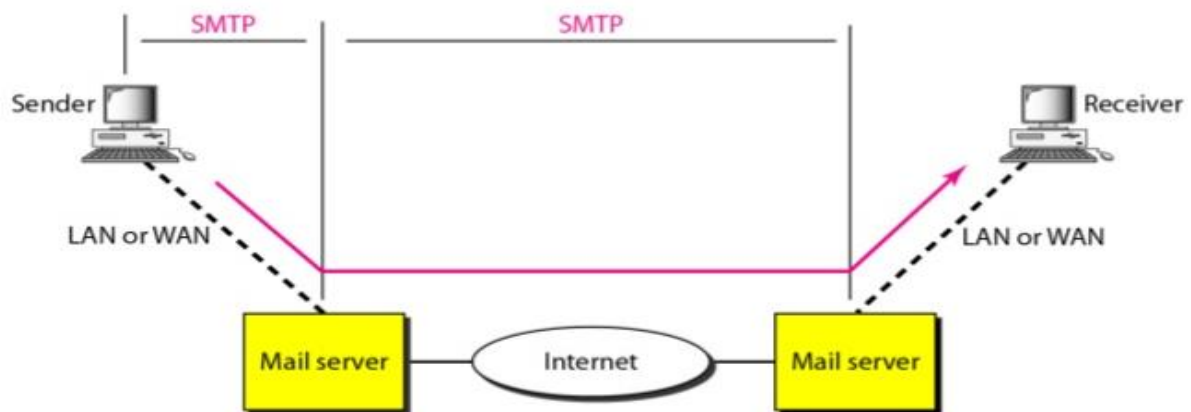 SMTP
SMTP
Sender
Receiver
LAN or WAN
LAN or WAN
Mail server
Internet
Mail server